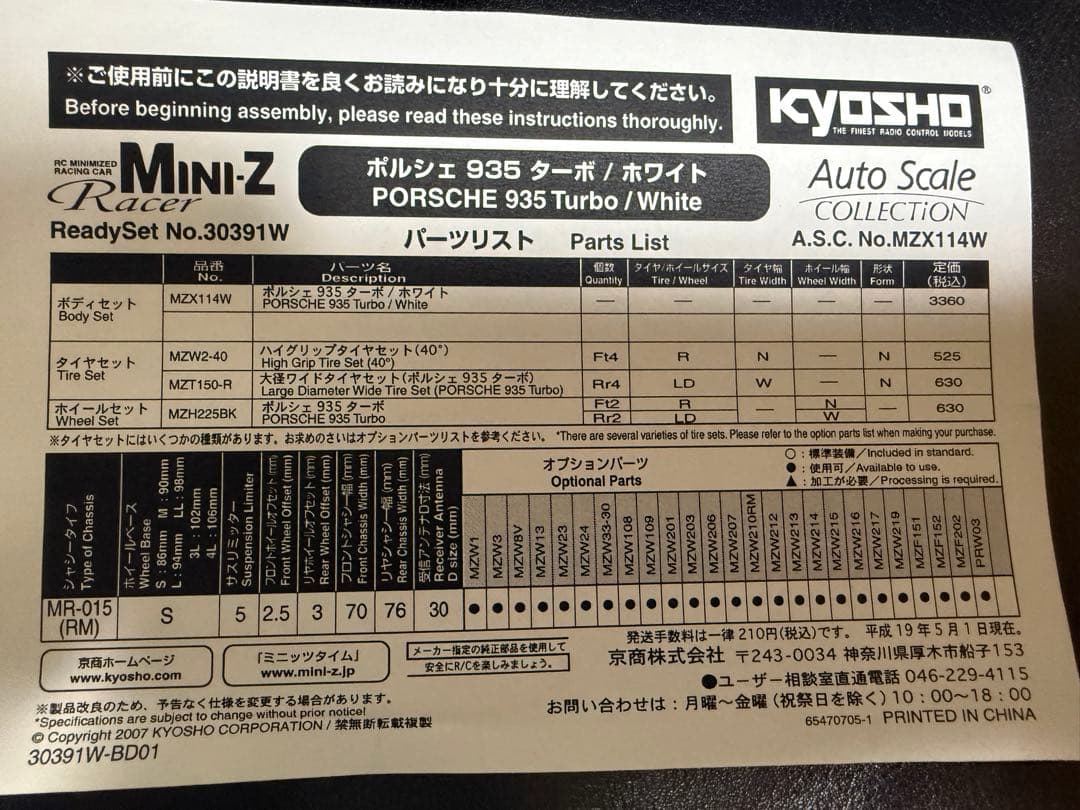 ※ご使用前にこの説明書を良くお読みになり十分に理解してください。
Before beginning assembly, please read these instructions thoroughly.
KYOSHO®
THE FINEST RADIO CONTROL MODELS
RC MINIMIZED
RACING CAR
MINI-Z
Racer
ポルシェ 935 ターボ / ホワイト
PORSCHE 935 Turbo / White
Auto Scale
COLLECTiON
ReadySet No.30391W
パーツリスト Parts List
A.S.C. No.MZX114W
品番 No. パーツ名 Description 個数 Quantity タイヤ/ホイールサイズ Tire / Wheel タイヤ幅 Tire Width ホイール幅 Wheel Width 形状 Form 定価 (税込)
ボディセット Body Set MZX114W ポルシェ 935 ターボ / ホワイト PORSCHE 935 Turbo / White — — — — — 3360
タイヤセット Tire Set MZW2-40 ハイグリップタイヤセット(40°) High Grip Tire Set (40°) Ft4 R N — N 525
MZT150-R 大径ワイドタイヤセット(ポルシェ 935 ターボ) Large Diameter Wide Tire Set (PORSCHE 935 Turbo) Rr4 LD W — N 630
ホイールセット Wheel Set MZH225BK ポルシェ 935 ターボ PORSCHE 935 Turbo Ft2 R — N — 630
Rr2 LD W
※タイヤセットにはいくつかの種類があります。お求めのさいはオプションパーツリストを参考ください。 *There are several varieties of tire sets. Please refer to the option parts list when making your purchase.
シャシータイプ Type of Chassis
ホイールベース Wheel Base
S : 86mm M : 90mm
L : 94mm LL : 98mm
3L : 102mm
4L : 106mm
サスリミッター Suspension Limiter
フロントホイールオフセット(mm) Front Wheel Offset (mm)
リヤホイールオフセット(mm) Rear Wheel Offset (mm)
フロントシャシー幅(mm) Front Chassis Width (mm)
リヤシャシー幅(mm) Rear Chassis Width (mm)
受信アンテナD寸法(mm) Receiver Antenna D size (mm)
オプションパーツ
Optional Parts
○ : 標準装備/Included in standard.
● : 使用可/Available to use.
▲ : 加工が必要/Processing is required.
MZW1 MZW3 MZW8V MZW13 MZW23 MZW24 MZW33-30 MZW108 MZW109 MZW201 MZW203 MZW206 MZW207 MZW210RM MZW212 MZW213 MZW214 MZW215 MZW216 MZW217 MZW219 MZF151 MZF152 MZF202 PRW03
MR-015 (RM) S 5 2.5 3 70 76 30 ● ● ● ● ● ● ● ● ● ● ● ● ● ● ● ● ● ● ● ● ● ● ● ● ●
発送手数料は一律210円(税込)です。 平成19年5月1日現在。
京商ホームページ
www.kyosho.com
「ミニッツタイム」
www.mini-z.jp
メーカー指定の純正部品を使用して
安全にR/Cを楽しみましょう。
京商株式会社 〒243-0034 神奈川県厚木市船子153
●ユーザー相談室直通電話 046-229-4115
お問い合わせは : 月曜〜金曜 (祝祭日を除く) 10 : 00〜18 : 00
※製品改良のため、予告なく仕様を変更する場合があります。
*Specifications are subject to change without prior notice!
© Copyright 2007 KYOSHO CORPORATION / 禁無断転載複製
65470705-1 PRINTED IN CHINA
30391W-BD01